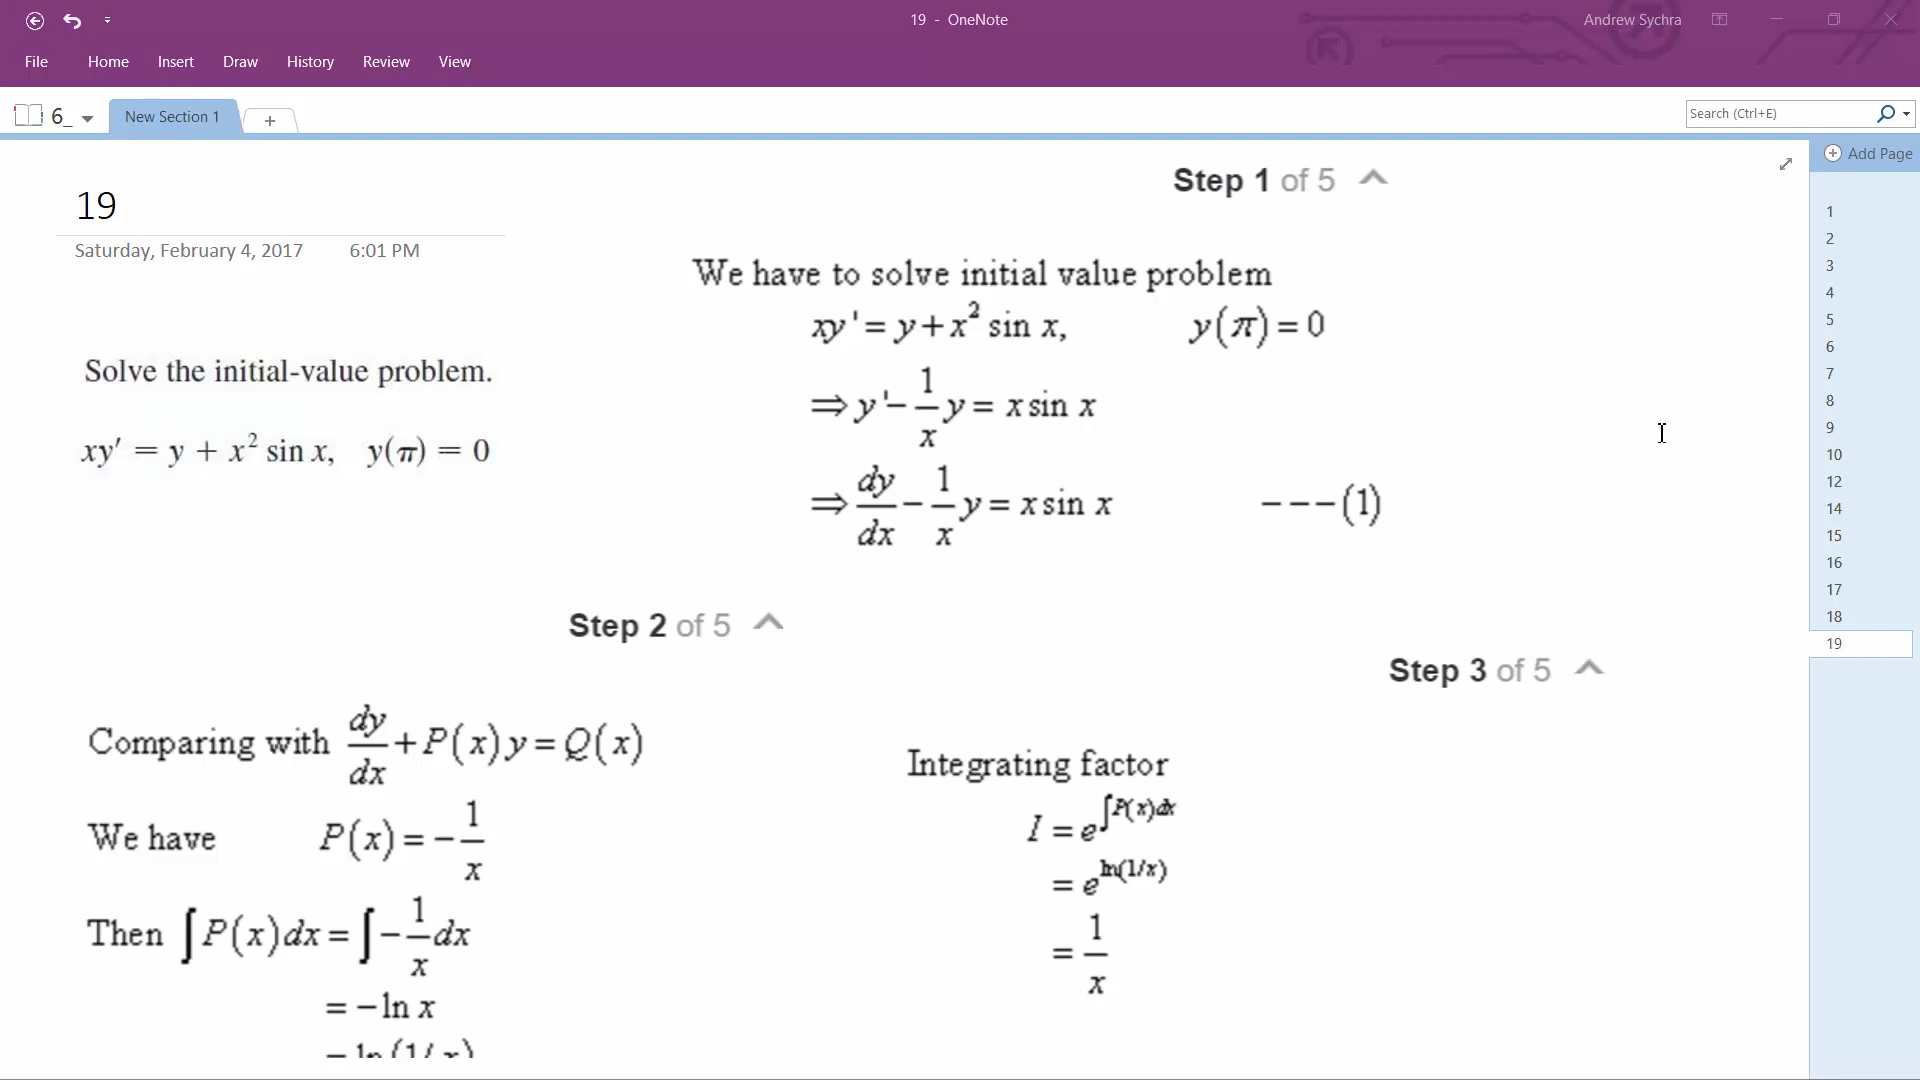 19 - OneNote
Andrew Sychra
File Home Insert Draw History Review View
6_
New Section 1
+
Search (Ctrl+E)
Add Page
19
Saturday, February 4, 2017 6:01 PM
Solve the initial-value problem.
xy′ = y + x² sin x, y(π) = 0
Step 1 of 5
We have to solve initial value problem
xy' = y + x² sin x, y(π) = 0
⇒ y' − 1/x y = x sin x
⇒ dy/dx − 1/x y = x sin x − − − (1)
Step 2 of 5
Comparing with dy/dx + P(x) y = Q(x)
We have P(x) = − 1/x
Then ∫ P(x) dx = ∫ − 1/x dx
= − ln x
= ln (1/ x)
Step 3 of 5
Integrating factor
I = e^∫P(x)dx
= e^ln(1/x)
= 1/x
1
2
3
4
5
6
7
8
9
10
12
14
15
16
17
18
19